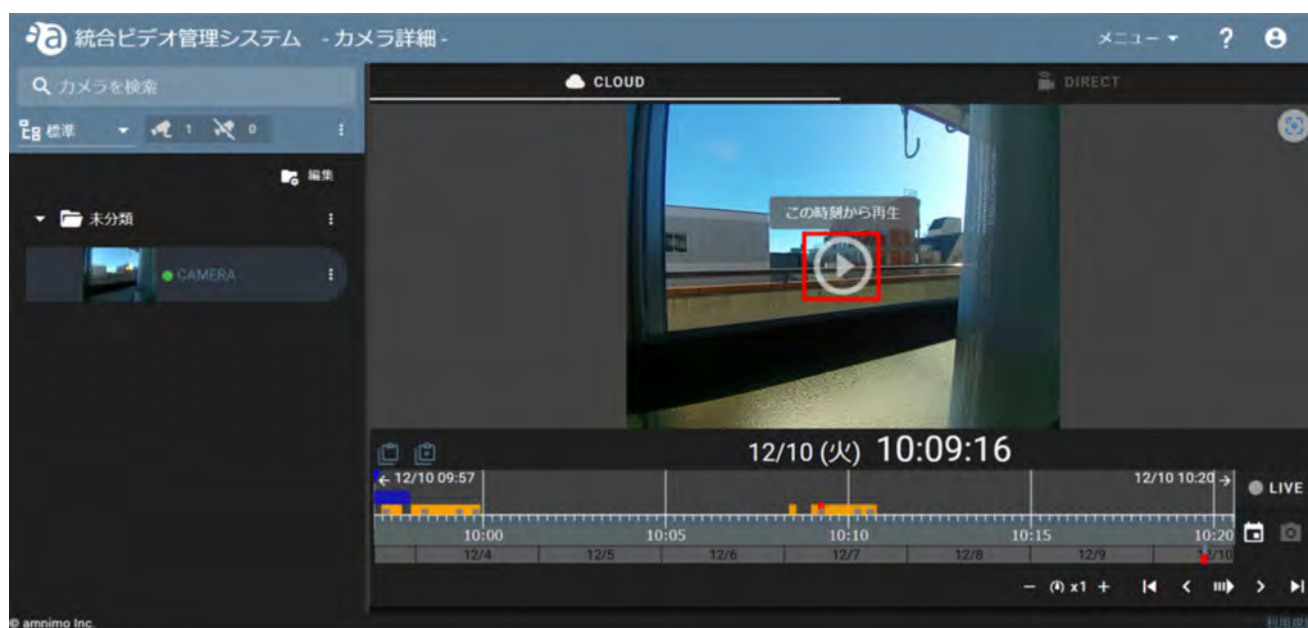 統合ビデオ管理システム - カメラ詳細 -
メニュー
?
カメラを検索
CLOUD
DIRECT
標準
1
0
編集
未分類
CAMERA
この時刻から再生
12/10 (火) 10:09:16
← 12/10 09:57
12/10 10:20 →
LIVE
10:00 10:05 10:10 10:15 10:20
12/4 12/5 12/6 12/7 12/8 12/9 12/10
− x1 +
© amnimo Inc.